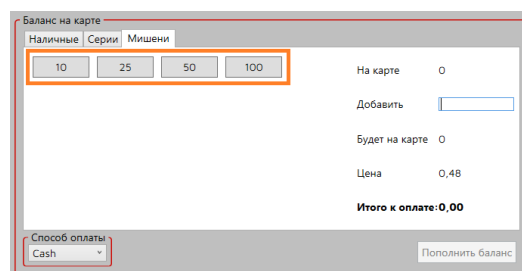 Баланс на карте
Наличные Серии Мишени
10 25 50 100
На карте 0
Добавить
Будет на карте 0
Цена 0,48
Итого к оплате:0,00
Способ оплаты
Cash
Пополнить баланс